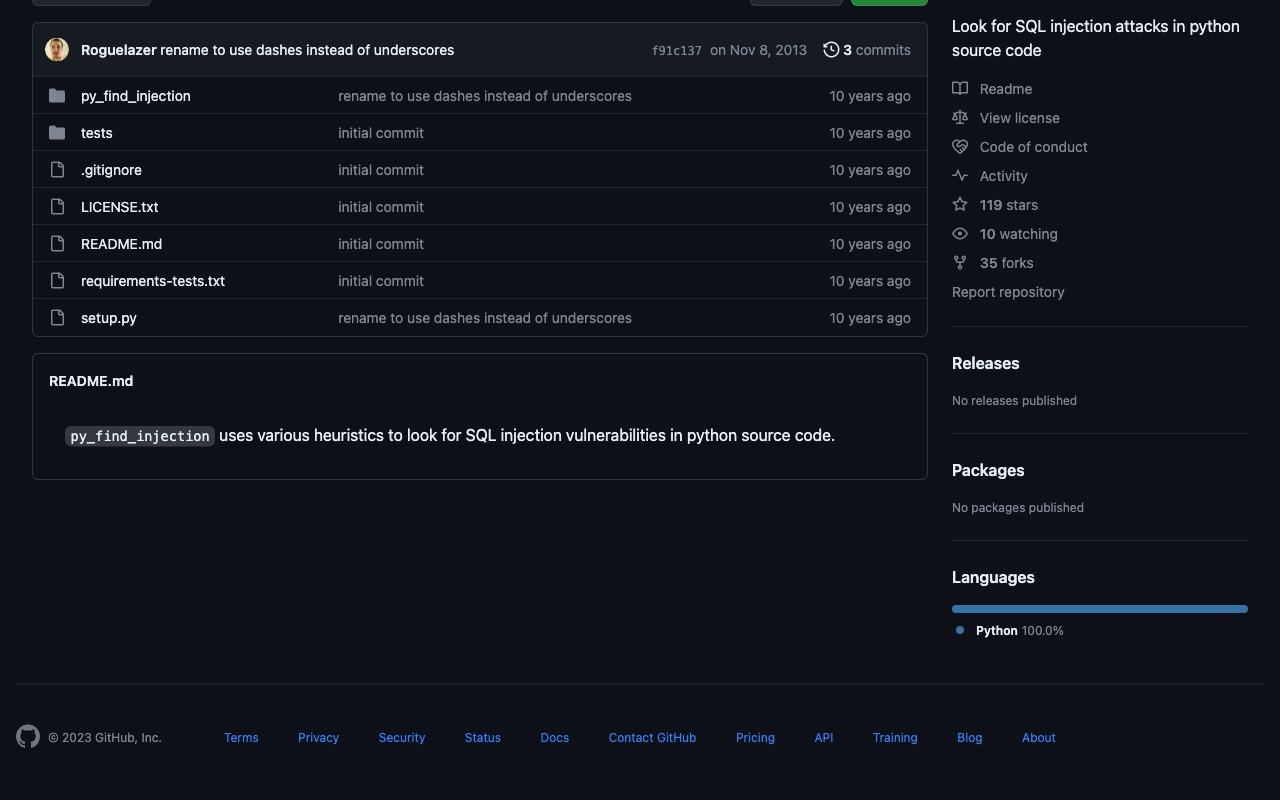 Roguelazer rename to use dashes instead of underscores f91c137 on Nov 8, 2013 3 commits
py_find_injection rename to use dashes instead of underscores 10 years ago
tests initial commit 10 years ago
.gitignore initial commit 10 years ago
LICENSE.txt initial commit 10 years ago
README.md initial commit 10 years ago
requirements-tests.txt initial commit 10 years ago
setup.py rename to use dashes instead of underscores 10 years ago
README.md
py_find_injection uses various heuristics to look for SQL injection vulnerabilities in python source code.
Look for SQL injection attacks in python
source code
Readme
View license
Code of conduct
Activity
119 stars
10 watching
35 forks
Report repository
Releases
No releases published
Packages
No packages published
Languages
Python 100.0%
© 2023 GitHub, Inc. Terms Privacy Security Status Docs Contact GitHub Pricing API Training Blog About